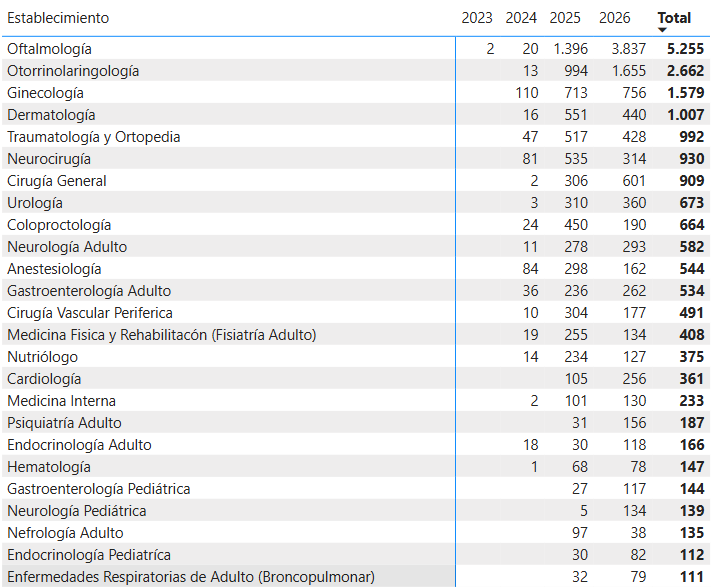 Establecimiento 2023 2024 2025 2026 Total
Oftalmología 2 20 1.396 3.837 5.255
Otorrinolaringología 13 994 1.655 2.662
Ginecología 110 713 756 1.579
Dermatología 16 551 440 1.007
Traumatología y Ortopedia 47 517 428 992
Neurocirugía 81 535 314 930
Cirugía General 2 306 601 909
Urología 3 310 360 673
Coloproctología 24 450 190 664
Neurología Adulto 11 278 293 582
Anestesiología 84 298 162 544
Gastroenterología Adulto 36 236 262 534
Cirugía Vascular Periferica 10 304 177 491
Medicina Fisica y Rehabilitacón (Fisiatría Adulto) 19 255 134 408
Nutriólogo 14 234 127 375
Cardiología 105 256 361
Medicina Interna 2 101 130 233
Psiquiatría Adulto 31 156 187
Endocrinología Adulto 18 30 118 166
Hematología 1 68 78 147
Gastroenterología Pediátrica 27 117 144
Neurología Pediátrica 5 134 139
Nefrología Adulto 97 38 135
Endocrinología Pediatríca 30 82 112
Enfermedades Respiratorias de Adulto (Broncopulmonar) 32 79 111